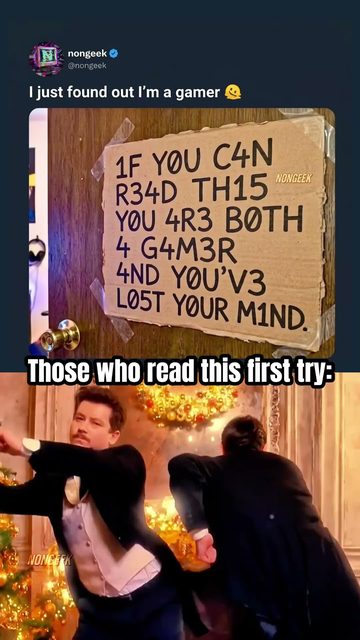 nongeek
@nongeek
I just found out I'm a gamer 🫠
1F Y0U C4N
R34D TH15
Y0U 4R3 B0TH
4 G4M3R
4ND Y0U'V3
L05T Y0UR M1ND.
NONGEEK
Those who read this first try:
NONGEEK